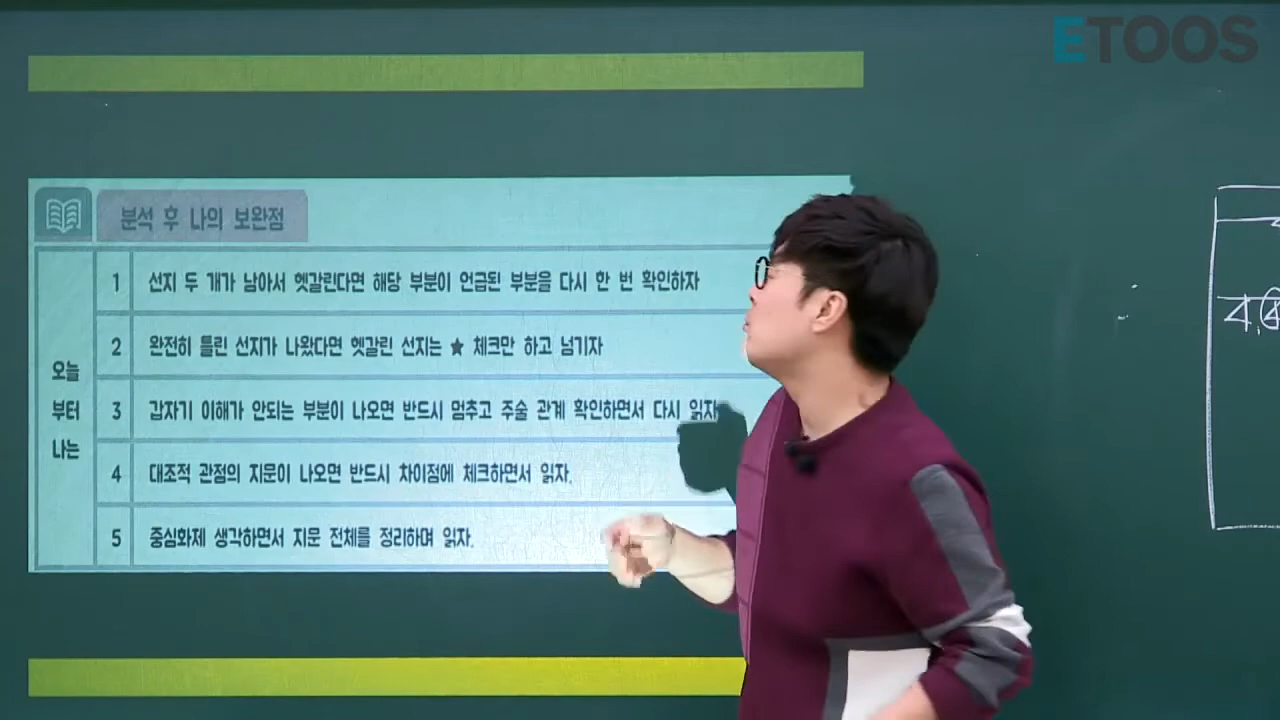 ETOOS
분석 후 나의 보완점
오늘
부터
나는
1 선지 두 개가 남아서 헷갈린다면 해당 부분이 언급된 부분을 다시 한 번 확인하자
2 완전히 틀린 선지가 나왔다면 헷갈린 선지는 ★ 체크만 하고 넘기자
3 갑자기 이해가 안되는 부분이 나오면 반드시 멈추고 주술 관계 확인하면서 다시 읽자
4 대조적 관점의 지문이 나오면 반드시 차이점에 체크하면서 읽자.
5 중심화제 생각하면서 지문 전체를 정리하며 읽자.